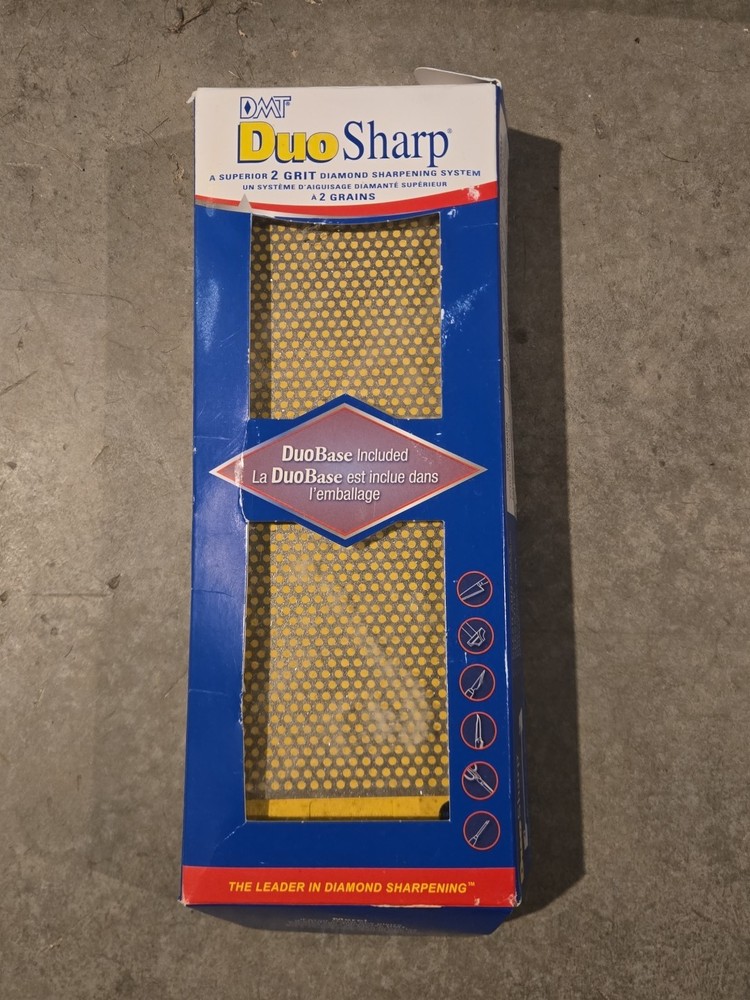 DMT®
DuoSharp®
A SUPERIOR 2 GRIT DIAMOND SHARPENING SYSTEM
UN SYSTÈME D'AIGUISAGE DIAMANTÉ SUPÉRIEUR
À 2 GRAINS
DuoBase Included
La DuoBase est inclue dans
l'emballage
THE LEADER IN DIAMOND SHARPENING™